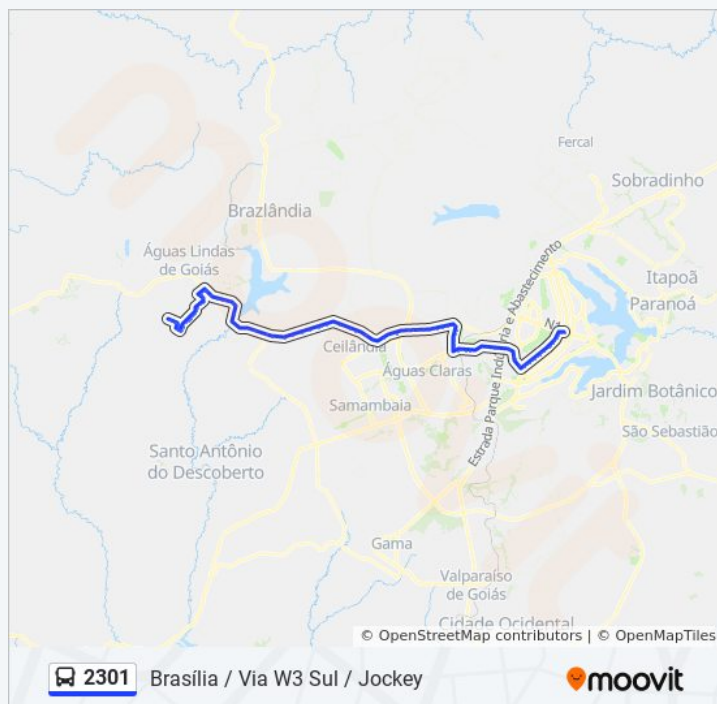 Fercal
Sobradinho
Brazlândia
Águas Lindas
de Goiás
Itapoã
Paranoá
Estrada Parque Indústria e Abastecimento
N1
Ceilândia
Águas Claras
Jardim Botânico
Samambaia
São Sebastião
Santo Antônio
do Descoberto
Gama
Valparaíso
de Goiás
Cidade Ocidental
© OpenStreetMap contributors | © OpenMapTiles
2301 Brasília / Via W3 Sul / Jockey
moovit